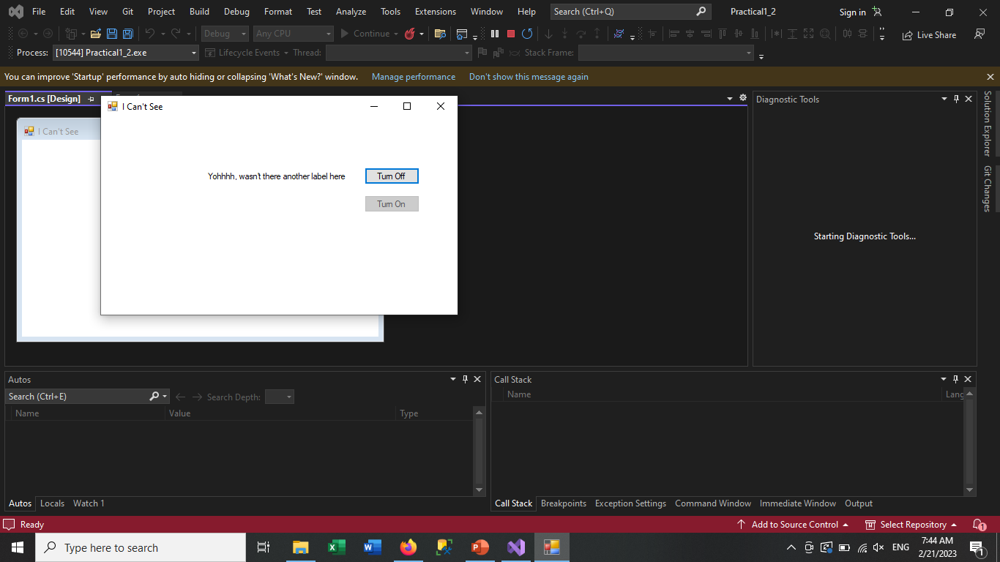 File Edit View Git Project Build Debug Format Test Analyze Tools Extensions Window Help Search (Ctrl+Q) Practical1_2 Sign in
Debug Any CPU Continue Live Share
Process: [10544] Practical1_2.exe Lifecycle Events Thread: Stack Frame:
You can improve 'Startup' performance by auto hiding or collapsing 'What's New?' window. Manage performance Don't show this message again
Form1.cs [Design]
Diagnostic Tools
I Can't See
I Can't See
Yohhhh, wasn't there another label here Turn Off
Turn On
Starting Diagnostic Tools...
Solution Explorer
Git Changes
Autos
Search (Ctrl+E) Search Depth:
Name Value Type
Autos Locals Watch 1
Call Stack
Name Lang
Call Stack Breakpoints Exception Settings Command Window Immediate Window Output
Ready Add to Source Control Select Repository 1
Type here to search ENG 7:44 AM
2/21/2023 1